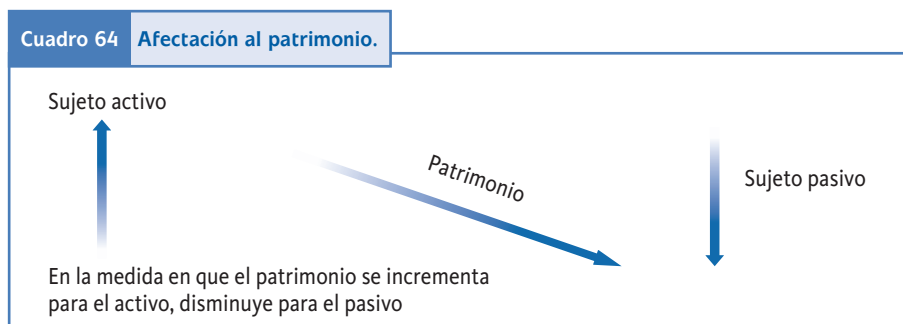 Cuadro 64 Afectación al patrimonio.
Sujeto activo
Patrimonio
Sujeto pasivo
En la medida en que el patrimonio se incrementa
para el activo, disminuye para el pasivo